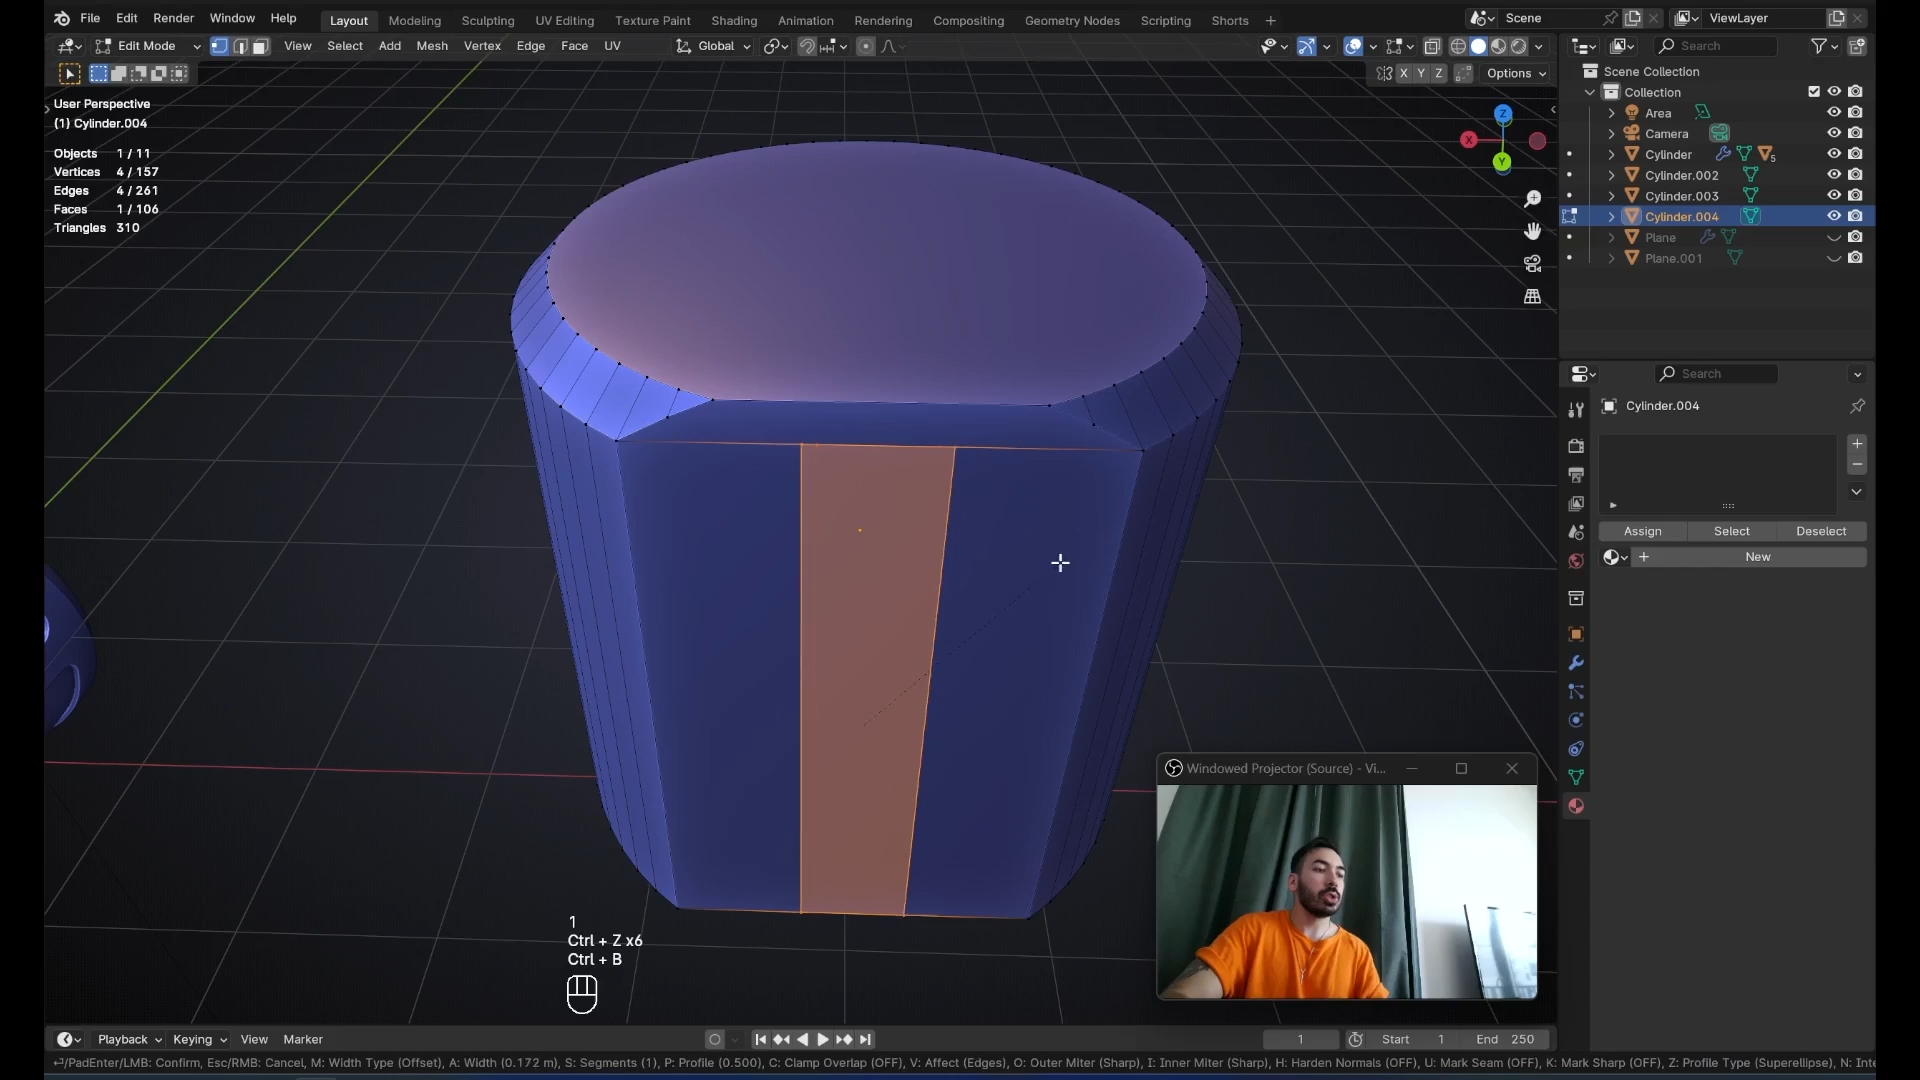 File Edit Render Window Help Layout Modeling Sculpting UV Editing Texture Paint Shading Animation Rendering Compositing Geometry Nodes Scripting Shorts + Scene ViewLayer
Edit Mode View Select Add Mesh Vertex Edge Face UV Global Search
X Y Z Options
User Perspective
(1) Cylinder.004
Objects 1 / 11
Vertices 4 / 157
Edges 4 / 261
Faces 1 / 106
Triangles 310
Z
X
Y
Scene Collection
Collection
Area
Camera
Cylinder 5
Cylinder.002
Cylinder.003
Cylinder.004
Plane
Plane.001
Search
Cylinder.004
Assign Select Deselect
New
Windowed Projector (Source) - Vi...
1
Ctrl + Z x6
Ctrl + B
Playback Keying View Marker 1 Start 1 End 250
⏎/PadEnter/LMB: Confirm, Esc/RMB: Cancel, M: Width Type (Offset), A: Width (0.172 m), S: Segments (1), P: Profile (0.500), C: Clamp Overlap (OFF), V: Affect (Edges), O: Outer Miter (Sharp), I: Inner Miter (Sharp), H: Harden Normals (OFF), U: Mark Seam (OFF), K: Mark Sharp (OFF), Z: Profile Type (Superellipse), N: Inte